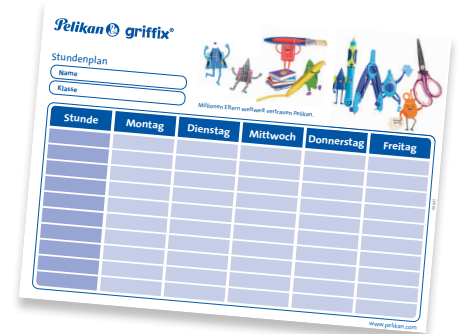 Pelikan griffix®
Stundenplan
Name
Klasse
Millionen Eltern weltweit vertrauen Pelikan.
Stunde Montag Dienstag Mittwoch Donnerstag Freitag
www.pelikan.com